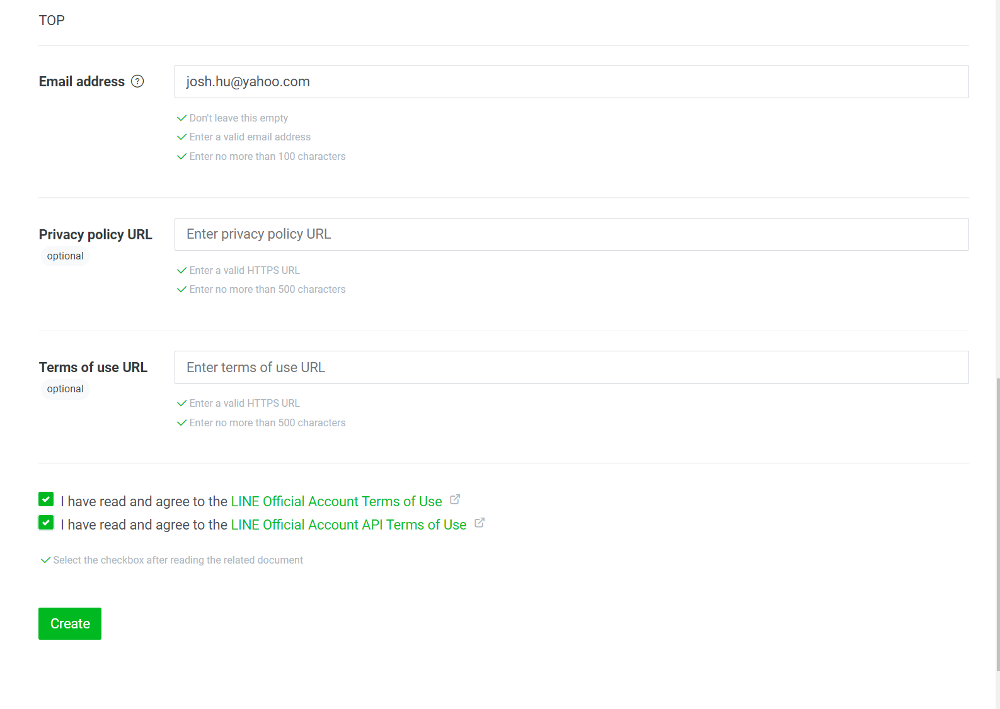 TOP
Email address
josh.hu@yahoo.com
Don't leave this empty
Enter a valid email address
Enter no more than 100 characters
Privacy policy URL
optional
Enter privacy policy URL
Enter a valid HTTPS URL
Enter no more than 500 characters
Terms of use URL
optional
Enter terms of use URL
Enter a valid HTTPS URL
Enter no more than 500 characters
I have read and agree to the LINE Official Account Terms of Use
I have read and agree to the LINE Official Account API Terms of Use
Select the checkbox after reading the related document
Create